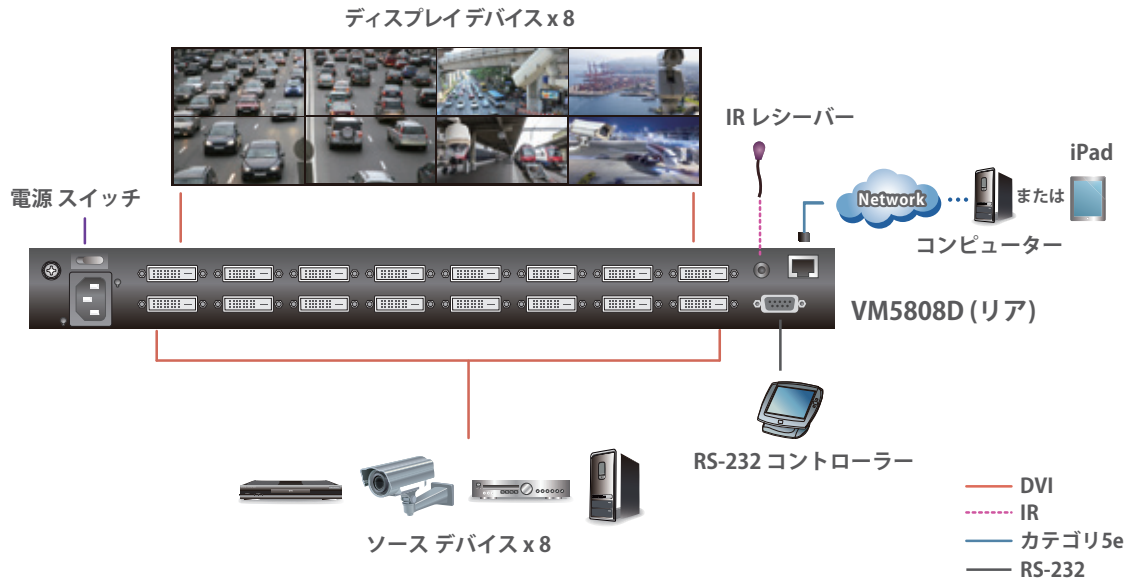 ディスプレイ デバイス x 8
IR レシーバー
iPad
電源 スイッチ
Network
または
コンピューター
VM5808D (リア)
RS-232 コントローラー
ソース デバイス x 8
DVI
IR
カテゴリ5e
RS-232